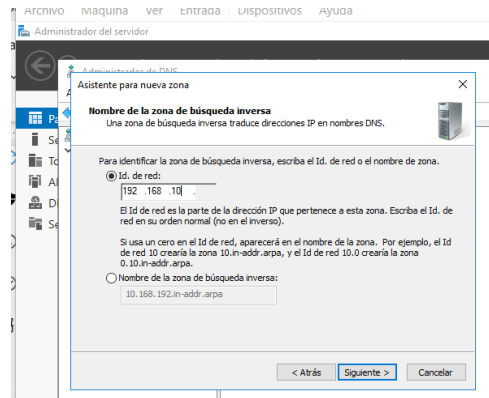 Archivo Máquina Ver Entrada Dispositivos Ayuda
Administrador del servidor
Administrador de DNS
Asistente para nueva zona
Nombre de la zona de búsqueda inversa
Una zona de búsqueda inversa traduce direcciones IP en nombres DNS.
Para identificar la zona de búsqueda inversa, escriba el Id. de red o el nombre de zona.
Id. de red:
192 .168 .10 .
El Id de red es la parte de la dirección IP que pertenece a esta zona. Escriba el Id. de
red en su orden normal (no en el inverso).
Si usa un cero en el Id de red, aparecerá en el nombre de la zona. Por ejemplo, el Id
de red 10 crearía la zona 10.in-addr.arpa, y el Id de red 10.0 crearía la zona
0.10.in-addr.arpa.
Nombre de la zona de búsqueda inversa:
10.168.192.in-addr.arpa
< Atrás Siguiente > Cancelar